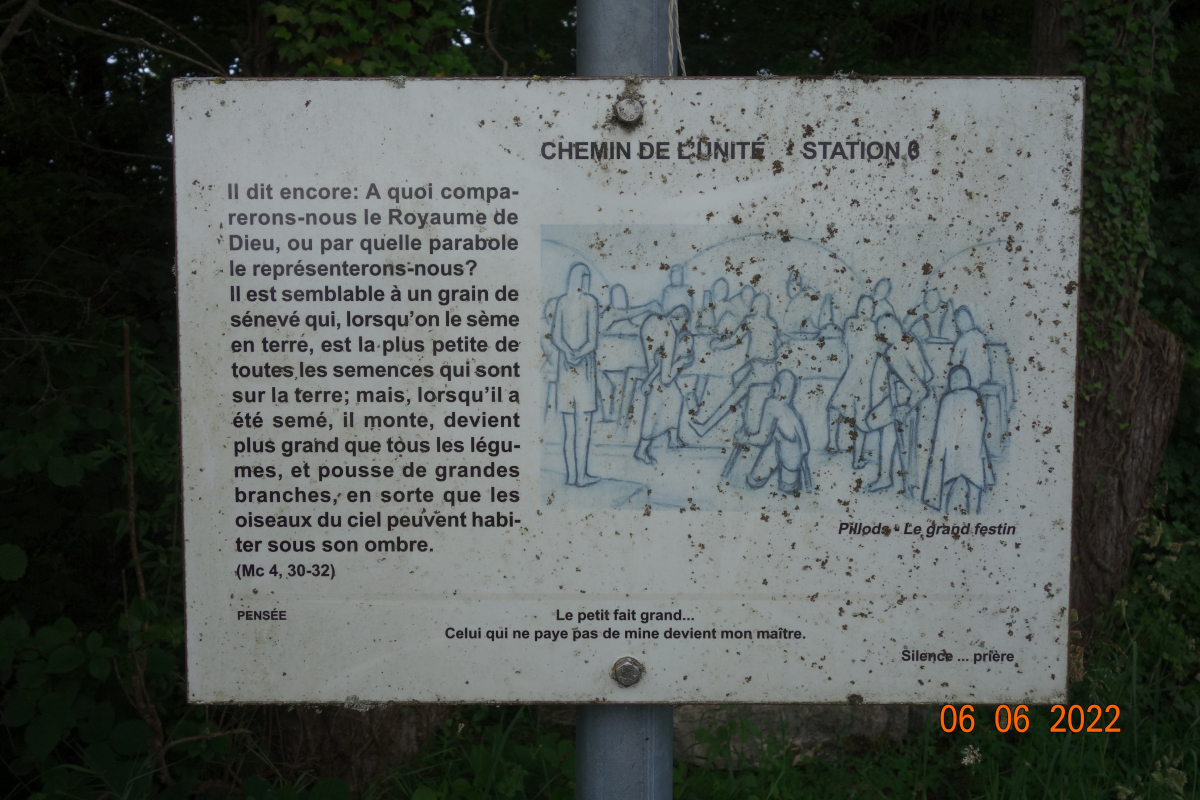 CHEMIN DE L'UNITÉ STATION 6
Il dit encore: A quoi compa-
rerons-nous le Royaume de
Dieu, ou par quelle parabole
le représenterons-nous?
Il est semblable à un grain de
sénevé qui, lorsqu'on le sème
en terre, est la plus petite de
toutes les semences qui sont
sur la terre; mais, lorsqu'il a
été semé, il monte, devient
plus grand que tous les légu-
mes, et pousse de grandes
branches, en sorte que les
oiseaux du ciel peuvent habi-
ter sous son ombre.
(Mc 4, 30-32)
Pillods - Le grand festin
PENSÉE
Le petit fait grand...
Celui qui ne paye pas de mine devient mon maître.
Silence ... prière
06 06 2022